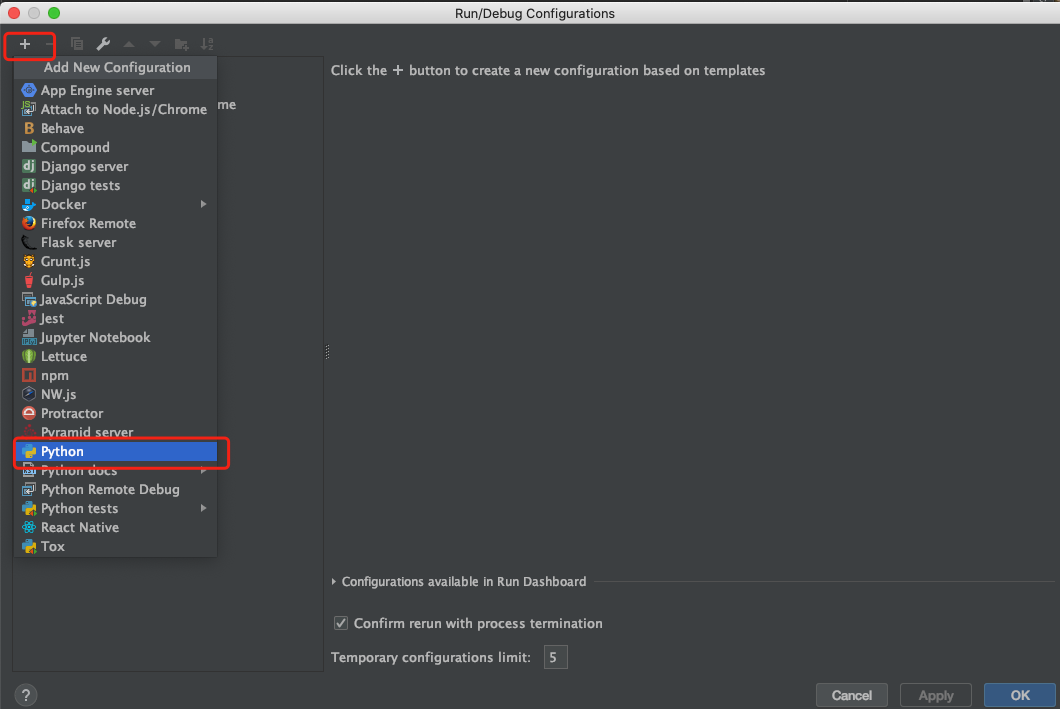 Run/Debug Configurations
Add New Configuration
App Engine server
Attach to Node.js/Chrome
Behave
Compound
Django server
Django tests
Docker
Firefox Remote
Flask server
Grunt.js
Gulp.js
JavaScript Debug
Jest
Jupyter Notebook
Lettuce
npm
NW.js
Protractor
Pyramid server
Python
Python docs
Python Remote Debug
Python tests
React Native
Tox
me
Click the + button to create a new configuration based on templates
Configurations available in Run Dashboard
Confirm rerun with process termination
Temporary configurations limit: 5
?
Cancel
Apply
OK